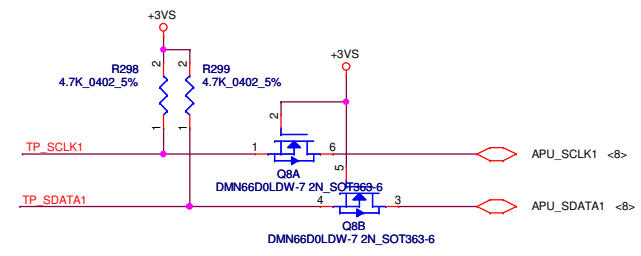 +3VS
+3VS
R298
4.7K_0402_5%
R299
4.7K_0402_5%
2
2
1
1
2
TP_SCLK1
1
6
APU_SCLK1 <8>
Q8A
DMN66D0LDW-7 2N_SOT363-6
5
TP_SDATA1
4
3
APU_SDATA1 <8>
Q8B
DMN66D0LDW-7 2N_SOT363-6